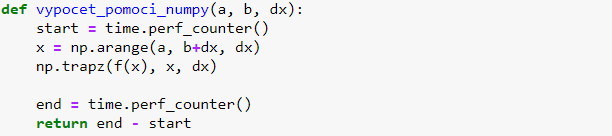 def vypocet_pomoci_numpy(a, b, dx):
    start = time.perf_counter()
    x = np.arange(a, b+dx, dx)
    np.trapz(f(x), x, dx)
    end = time.perf_counter()
    return end - start